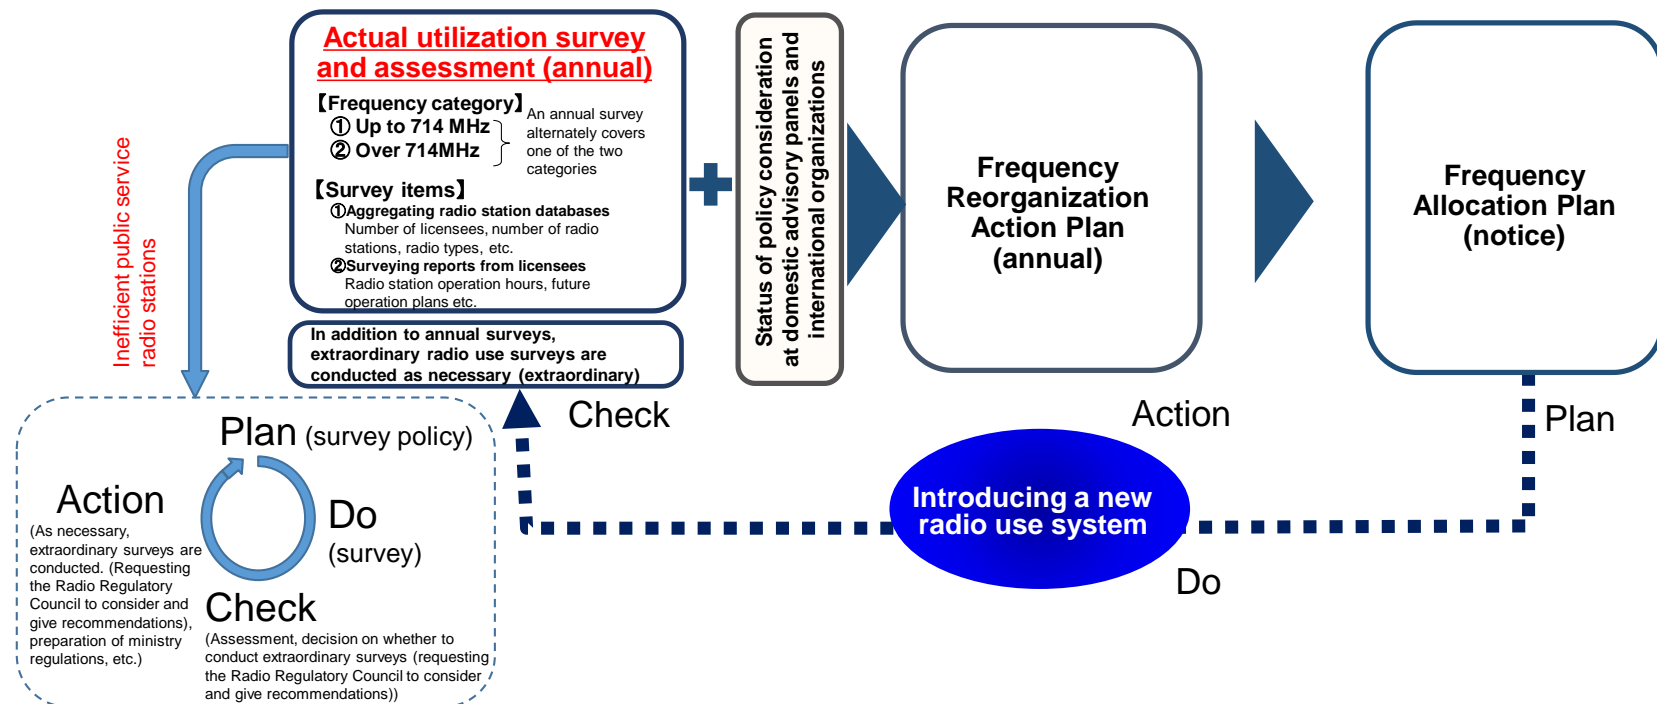 Actual utilization survey
and assessment (annual)
【Frequency category】
① Up to 714 MHz
② Over 714MHz
An annual survey
alternately covers
one of the two
categories
【Survey items】
①Aggregating radio station databases
Number of licensees, number of radio
stations, radio types, etc.
②Surveying reports from licensees
Radio station operation hours, future
operation plans etc.
In addition to annual surveys,
extraordinary radio use surveys are
conducted as necessary (extraordinary)
Status of policy consideration
at domestic advisory panels and
international organizations
Frequency
Reorganization
Action Plan
(annual)
Frequency
Allocation Plan
(notice)
Inefficient public service
radio stations
Check
Action
Plan
Introducing a new
radio use system
Do
Plan (survey policy)
Do
(survey)
Check
(Assessment, decision on whether to
conduct extraordinary surveys (requesting
the Radio Regulatory Council to consider
and give recommendations))
Action
(As necessary,
extraordinary surveys are
conducted. (Requesting
the Radio Regulatory
Council to consider and
give recommendations),
preparation of ministry
regulations, etc.)